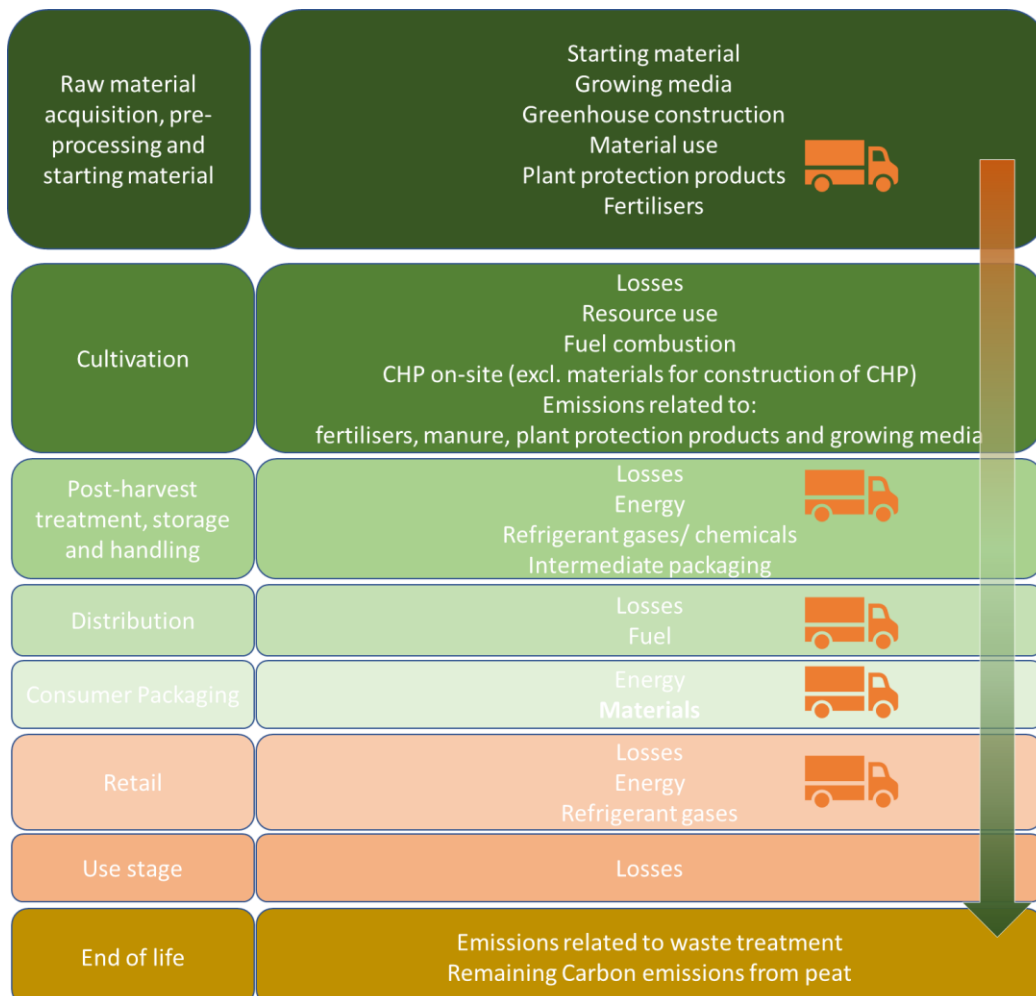 Raw material
acquisition, pre-
processing and
starting material
Starting material
Growing media
Greenhouse construction
Material use
Plant protection products
Fertilisers
Cultivation
Losses
Resource use
Fuel combustion
CHP on-site (excl. materials for construction of CHP)
Emissions related to:
fertilisers, manure, plant protection products and growing media
Post-harvest
treatment, storage
and handling
Losses
Energy
Refrigerant gases/ chemicals
Intermediate packaging
Distribution
Losses
Fuel
Consumer Packaging
Energy
Materials
Retail
Losses
Energy
Refrigerant gases
Use stage
Losses
End of life
Emissions related to waste treatment
Remaining Carbon emissions from peat